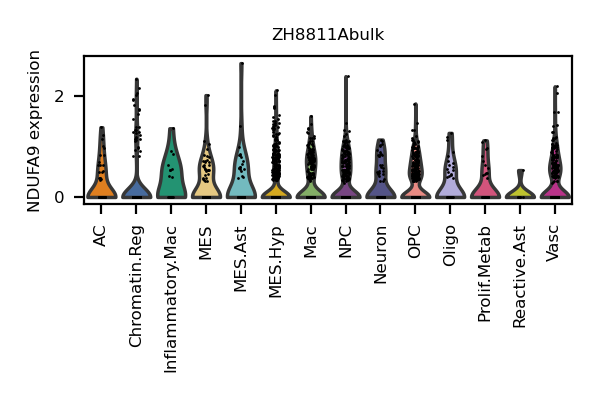 ZH8811Abulk
NDUFA9 expression
2
0
AC
Chromatin.Reg
Inflammatory.Mac
MES
MES.Ast
MES.Hyp
Mac
NPC
Neuron
OPC
Oligo
Prolif.Metab
Reactive.Ast
Vasc